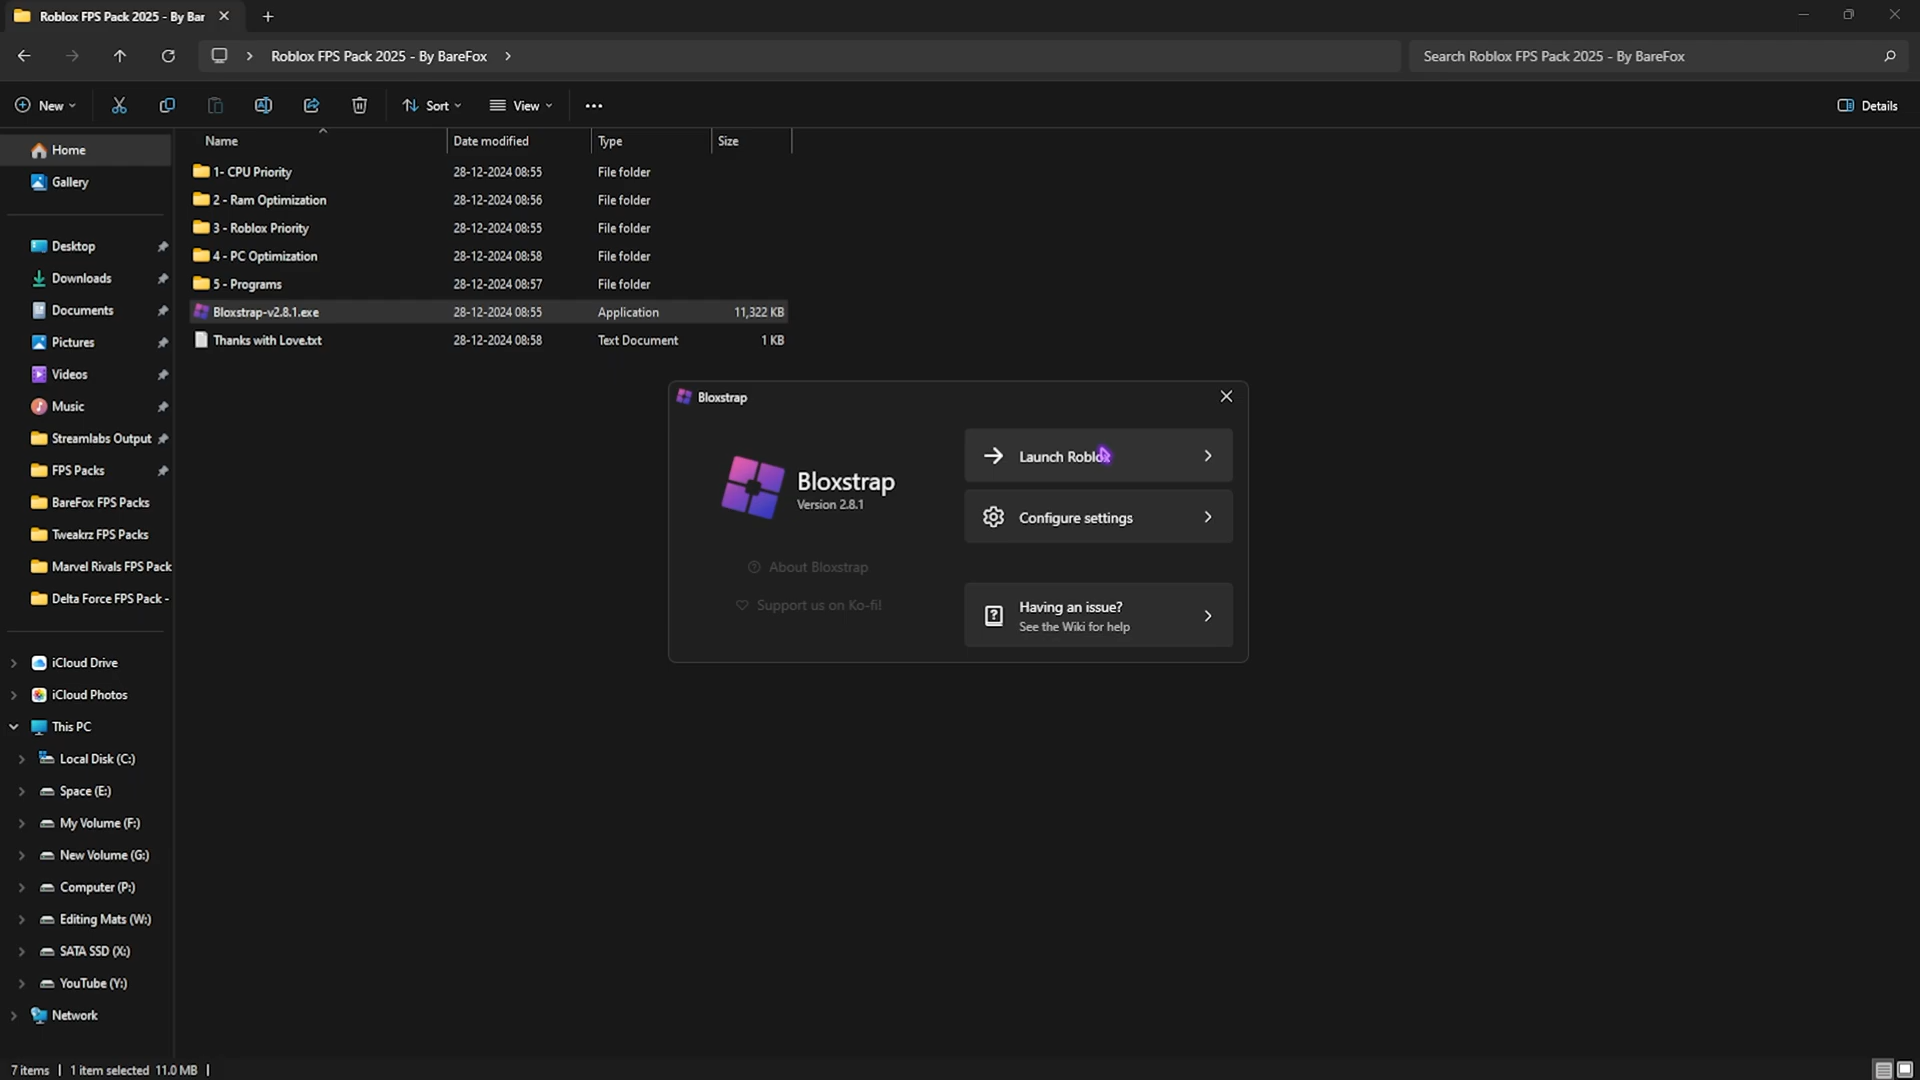 Roblox FPS Pack 2025 - By Bar
Roblox FPS Pack 2025 - By BareFox
Search Roblox FPS Pack 2025 - By BareFox
New
Sort
View
Details
Name
Date modified
Type
Size
Home
Gallery
Desktop
Downloads
Documents
Pictures
Videos
Music
Streamlabs Output
FPS Packs
BareFox FPS Packs
Tweakrz FPS Packs
Marvel Rivals FPS Pack
Delta Force FPS Pack -
iCloud Drive
iCloud Photos
This PC
Local Disk (C:)
Space (E:)
My Volume (F:)
New Volume (G:)
Computer (P:)
Editing Mats (W:)
SATA SSD (X:)
YouTube (Y:)
Network
1- CPU Priority 28-12-2024 08:55 File folder
2 - Ram Optimization 28-12-2024 08:56 File folder
3 - Roblox Priority 28-12-2024 08:55 File folder
4 - PC Optimization 28-12-2024 08:58 File folder
5 - Programs 28-12-2024 08:57 File folder
Bloxstrap-v2.8.1.exe 28-12-2024 08:55 Application 11,322 KB
Thanks with Love.txt 28-12-2024 08:58 Text Document 1 KB
Bloxstrap
Bloxstrap
Version 2.8.1
About Bloxstrap
Support us on Ko-fi!
Launch Roblox
Configure settings
Having an issue?
See the Wiki for help
7 items | 1 item selected 11.0 MB |